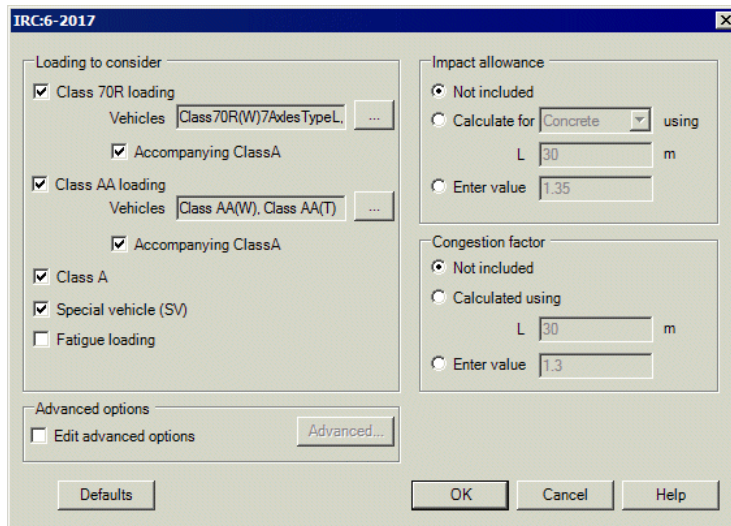 IRC:6-2017
Loading to consider
Class 70R loading
Vehicles Class70R(W)7AxlesTypeL, ...
Accompanying ClassA
Class AA loading
Vehicles Class AA(W), Class AA(T) ...
Accompanying ClassA
Class A
Special vehicle (SV)
Fatigue loading
Advanced options
Edit advanced options Advanced...
Impact allowance
Not included
Calculate for Concrete using
L 30 m
Enter value 1.35
Congestion factor
Not included
Calculated using
L 30 m
Enter value 1.3
Defaults OK Cancel Help